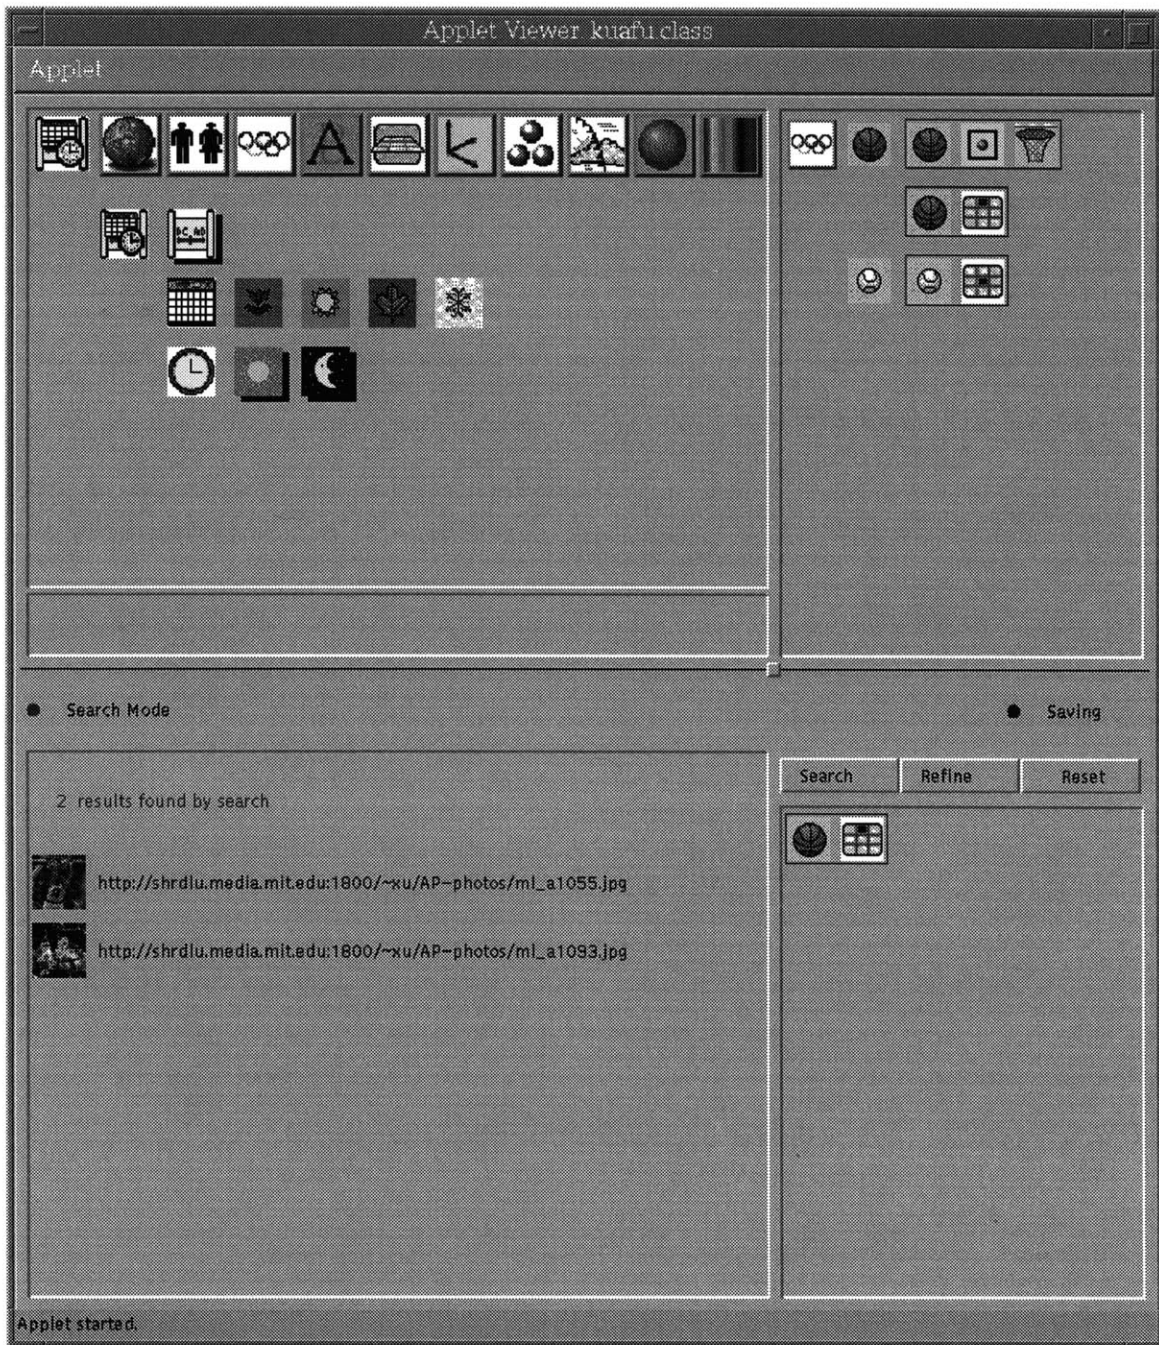 Applet Viewer kuafu class
Applet
A
BC AD
Search Mode
Saving
Search Refine Reset
2 results found by search
http://shrdlu.media.mit.edu:1800/~xu/AP-photos/ml_a1055.jpg
http://shrdlu.media.mit.edu:1800/~xu/AP-photos/ml_a1093.jpg
Applet started.